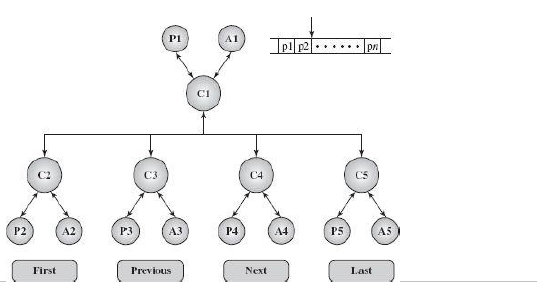 P1 A1
p1 p2 ······ pn
C1
C2 C3 C4 C5
P2 A2 P3 A3 P4 A4 P5 A5
First Previous Next Last